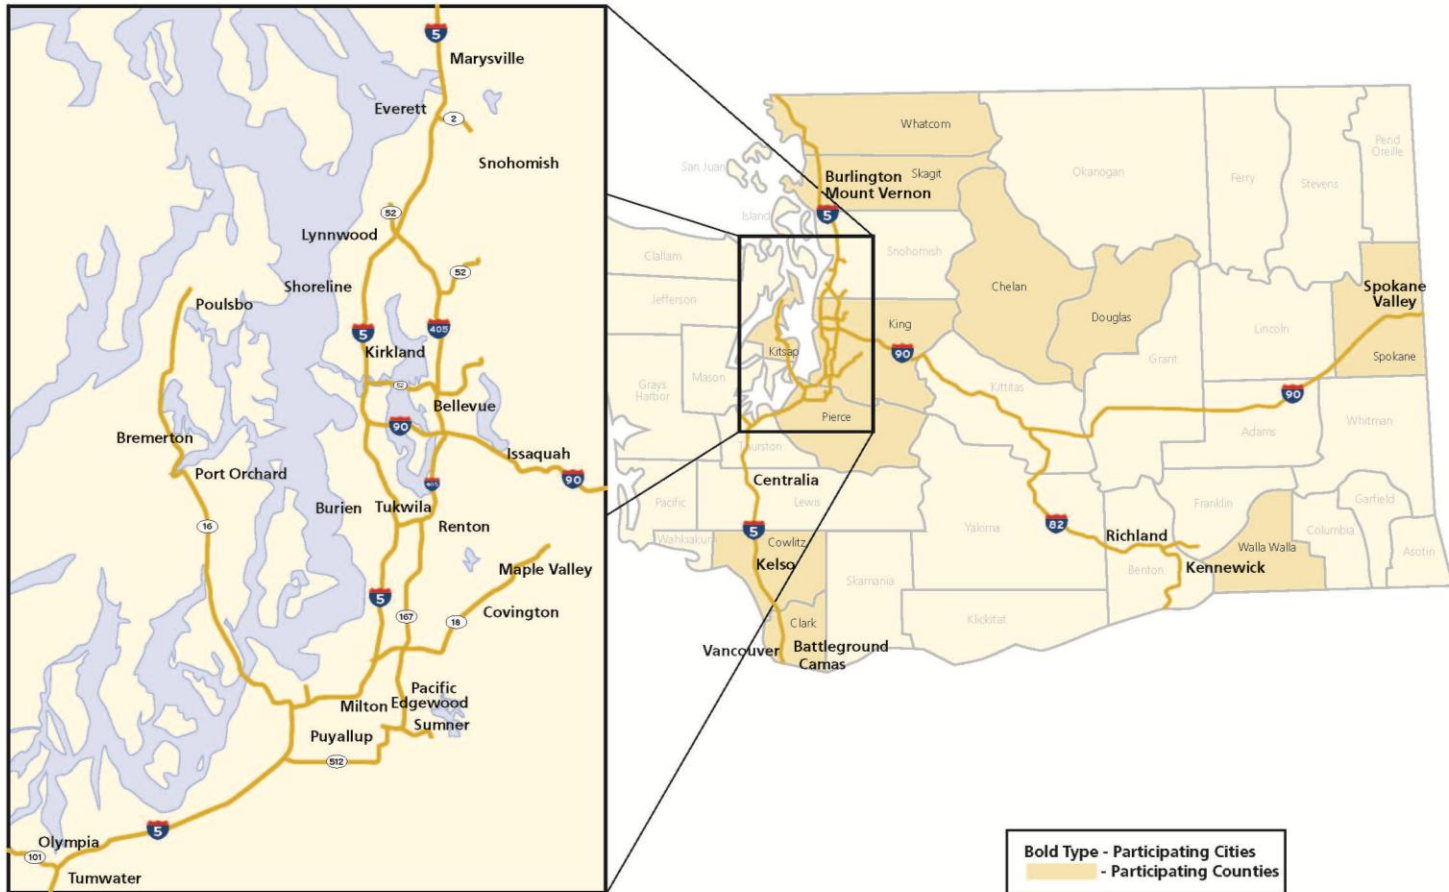 5
Marysville
Everett
2
Snohomish
52
Lynnwood
52
Shoreline
Poulsbo
5
405
Kirkland
52
Bellevue
90
Bremerton
Issaquah
Port Orchard
90
405
Burien
Tukwila
16
Renton
Maple Valley
5
Covington
167
18
Pacific
Milton
Edgewood
Sumner
Puyallup
512
5
Olympia
101
Tumwater
Whatcom
San Juan
Skagit
Burlington
Mount Vernon
Okanogan
Ferry
Stevens
Pend
Oreille
Island
5
Snohomish
Clallam
Jefferson
Chelan
Spokane
Valley
Douglas
King
Lincoln
Kitsap
90
Spokane
Grant
Mason
Grays
Harbor
Kittitas
90
Pierce
Whitman
Adams
Thurston
Centralia
Lewis
Pacific
Franklin
Garfield
Columbia
Yakima
82
5
Richland
Wahkiakum
Cowlitz
Walla Walla
Asotin
Kelso
Benton
Kennewick
Skamania
Klickitat
Clark
Vancouver
Battleground
Camas
Bold Type - Participating Cities
- Participating Counties